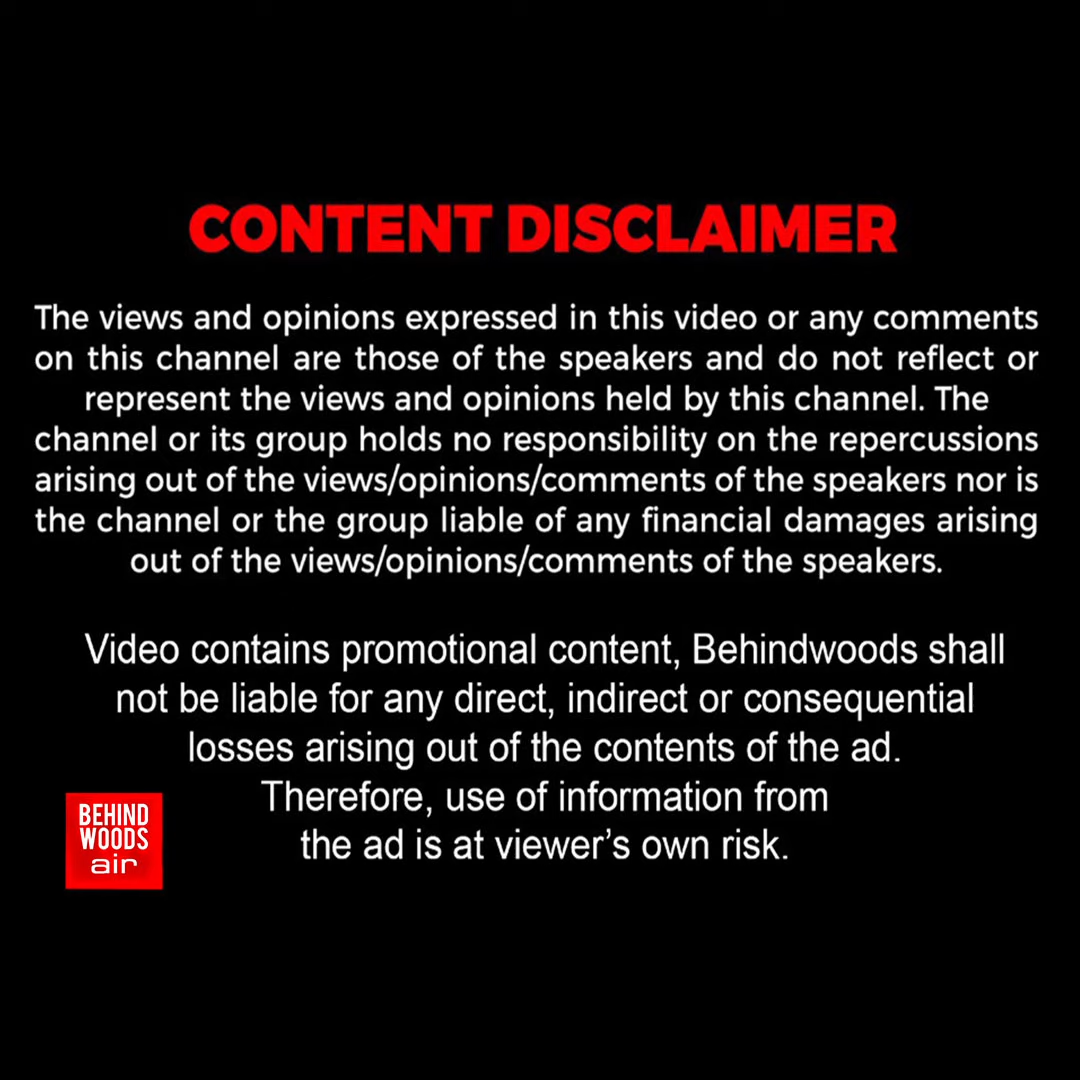 CONTENT DISCLAIMER
The views and opinions expressed in this video or any comments
on this channel are those of the speakers and do not reflect or
represent the views and opinions held by this channel. The
channel or its group holds no responsibility on the repercussions
arising out of the views/opinions/comments of the speakers nor is
the channel or the group liable of any financial damages arising
out of the views/opinions/comments of the speakers.
Video contains promotional content, Behindwoods shall
not be liable for any direct, indirect or consequential
losses arising out of the contents of the ad.
Therefore, use of information from
the ad is at viewer’s own risk.
BEHIND
WOODS
air